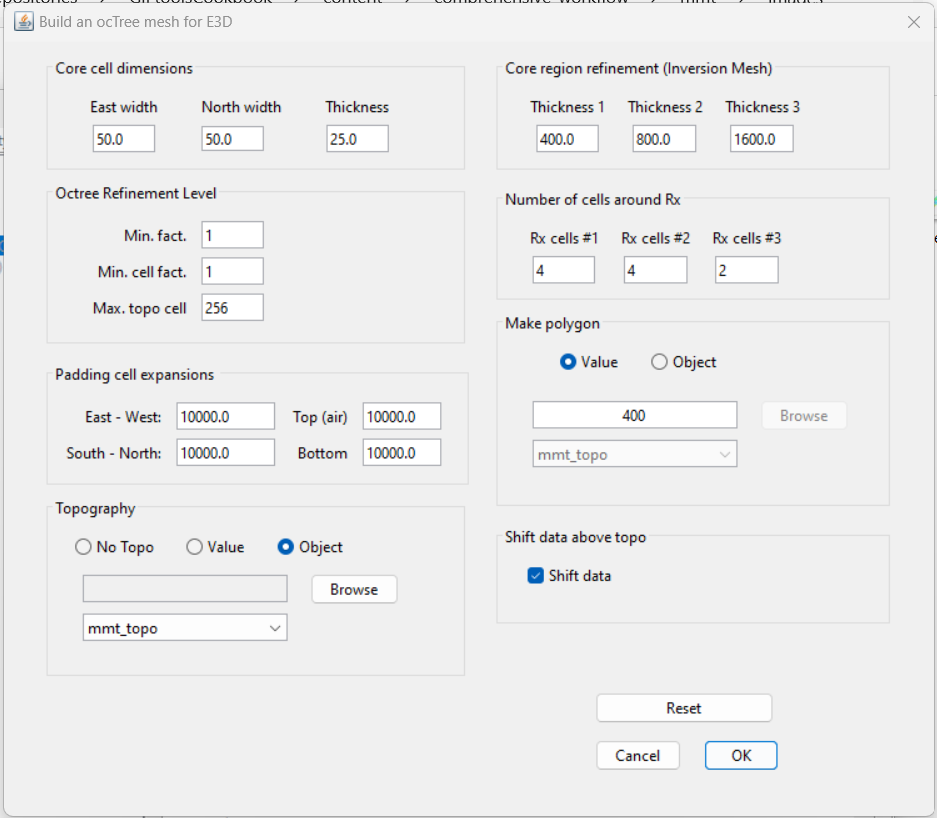 Build an ocTree mesh for E3D
Core cell dimensions
East width North width Thickness
50.0 50.0 25.0
Octree Refinement Level
Min. fact. 1
Min. cell fact. 1
Max. topo cell 256
Padding cell expansions
East - West: 10000.0 Top (air) 10000.0
South - North: 10000.0 Bottom 10000.0
Topography
No Topo Value Object
Browse
mmt_topo
Core region refinement (Inversion Mesh)
Thickness 1 Thickness 2 Thickness 3
400.0 800.0 1600.0
Number of cells around Rx
Rx cells #1 Rx cells #2 Rx cells #3
4 4 2
Make polygon
Value Object
400 Browse
mmt_topo
Shift data above topo
Shift data
Reset
Cancel OK